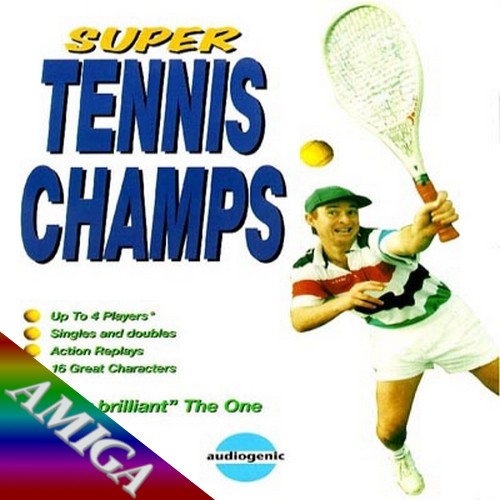 SUPER
TENNIS
CHAMPS
Up To 4 Players*
Singles and doubles
Action Replays
16 Great Characters
brilliant" The One
audiogenic
AMIGA